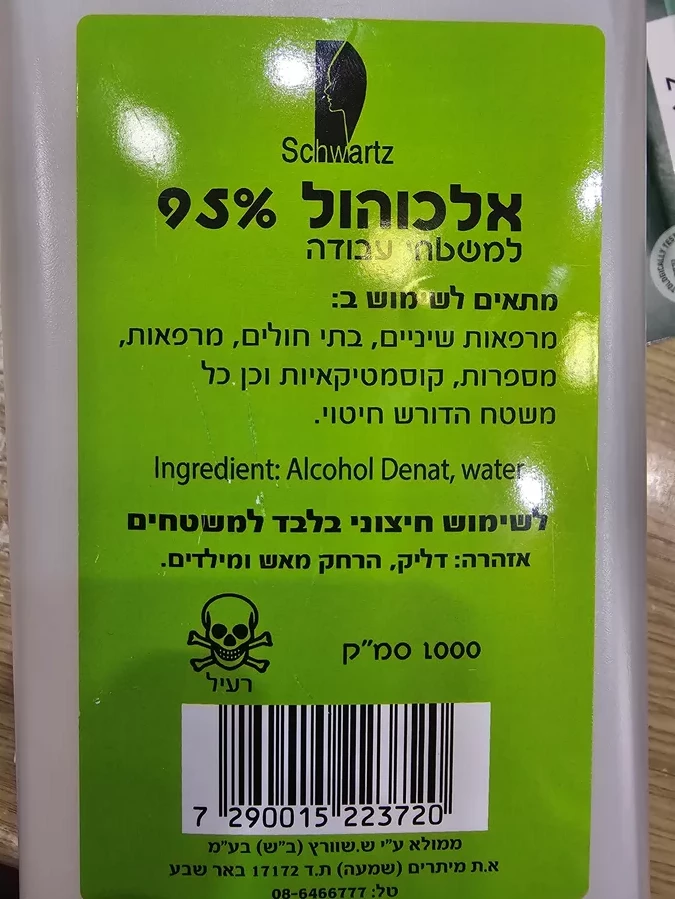 Schwartz
אלכוהול 95%
למשטחי עבודה
מתאים לשימוש ב:
מרפאות שיניים, בתי חולים, מרפאות,
מספרות, קוסמטיקאיות וכן כל
משטח הדורש חיטוי.
Ingredient: Alcohol Denat, water
לשימוש חיצוני בלבד למשטחים
אזהרה: דליק, הרחק מאש ומילדים.
1000 סמ"ק
רעיל
7 290015 223720
ממולא ע"י ש.שוורץ (ב"ש) בע"מ
א.ת מיתרים (שמעה) ת.ד 17172 באר שבע
טל: 08-6466777